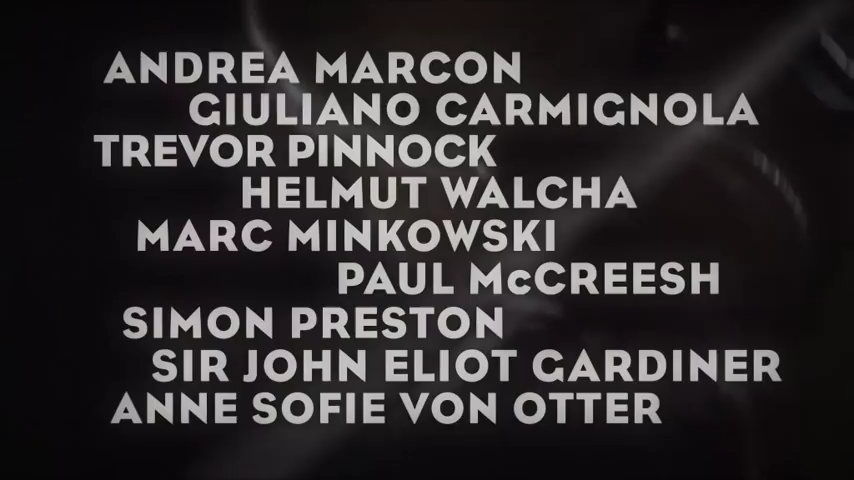 ANDREA MARCON
GIULIANO CARMIGNOLA
TREVOR PINNOCK
HELMUT WALCHA
MARC MINKOWSKI
PAUL McCREESH
SIMON PRESTON
SIR JOHN ELIOT GARDINER
ANNE SOFIE VON OTTER